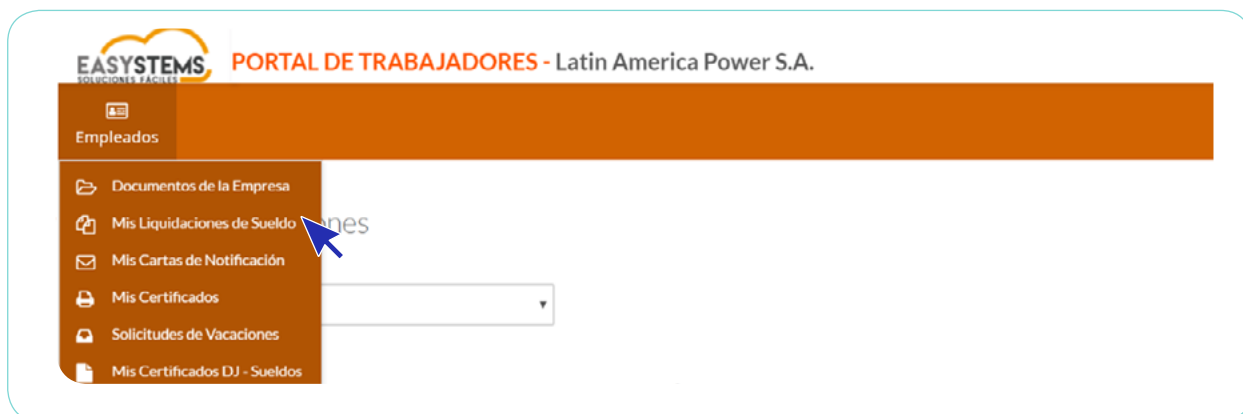 EASYSTEMS
SOLUCIONES FÁCILES
PORTAL DE TRABAJADORES - Latin America Power S.A.
Empleados
Documentos de la Empresa
Mis Liquidaciones de Sueldo
Mis Cartas de Notificación
Mis Certificados
Solicitudes de Vacaciones
Mis Certificados DJ - Sueldos